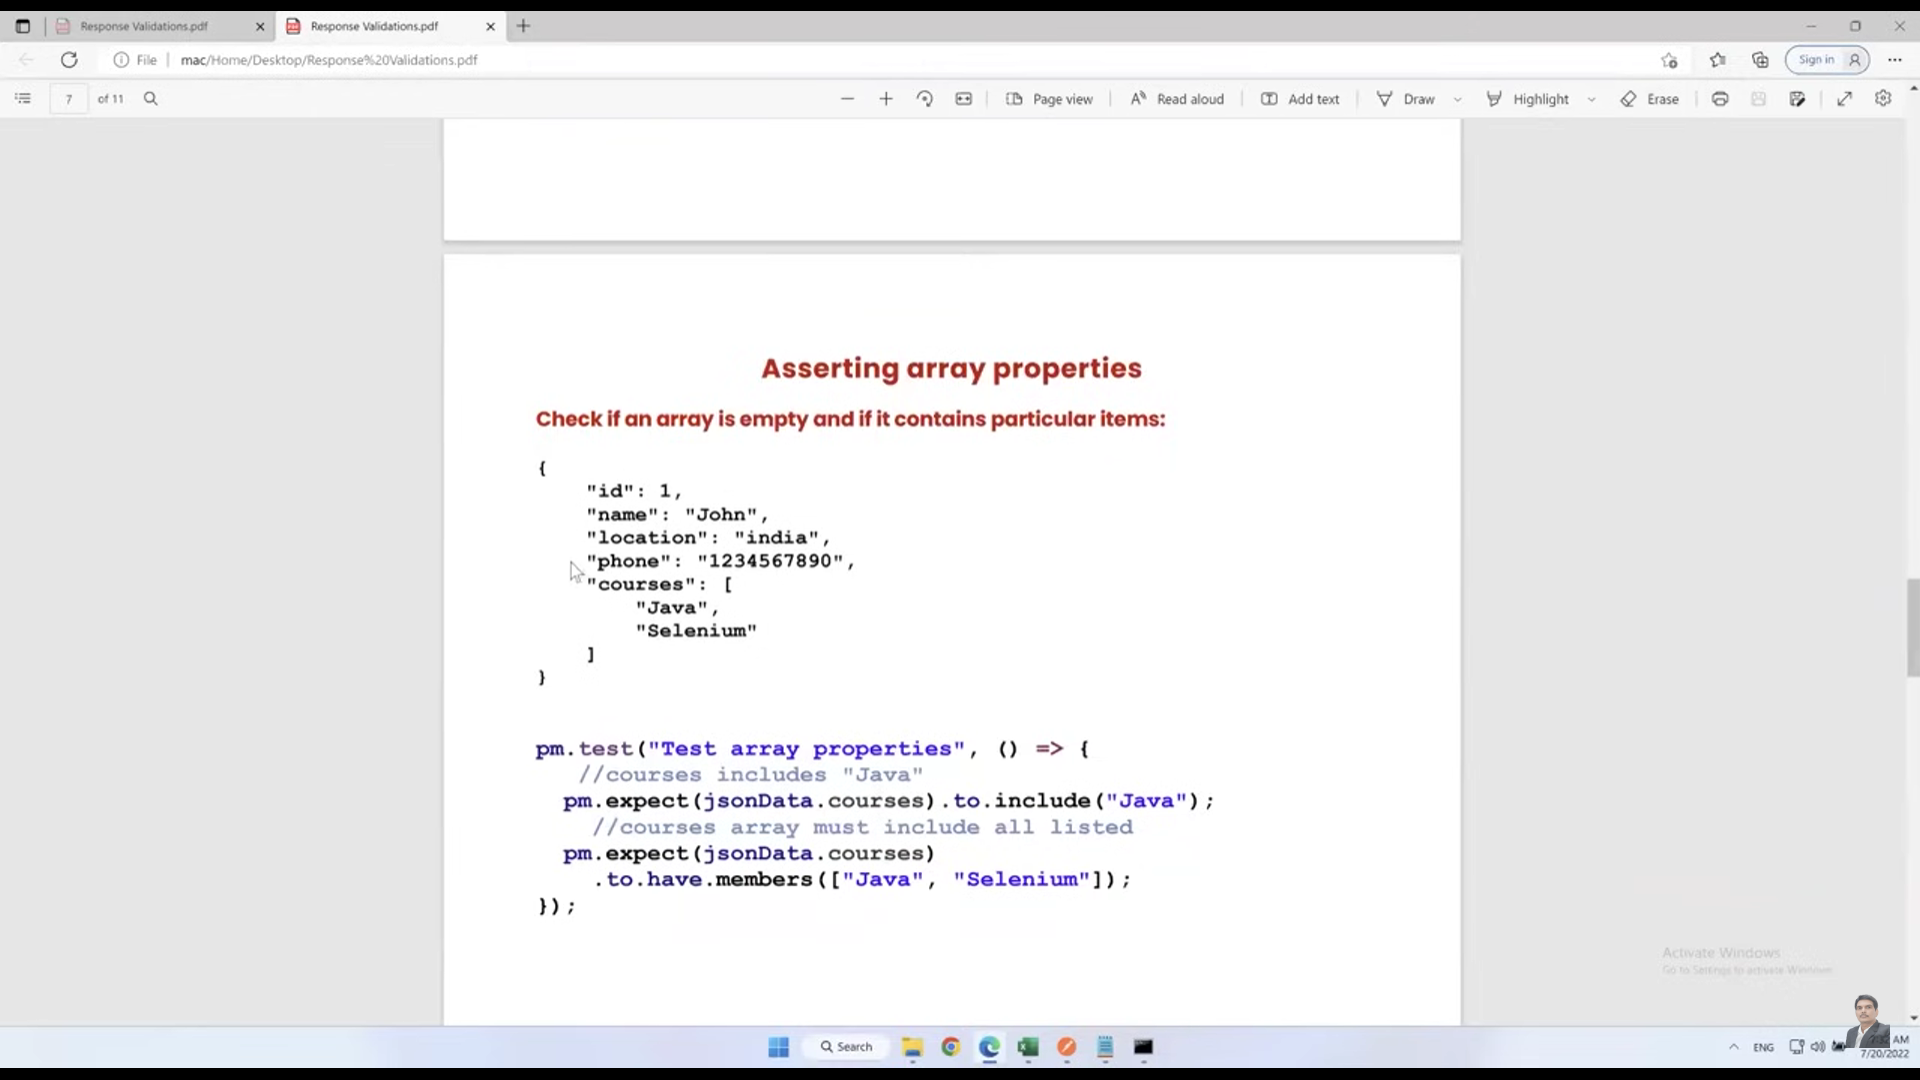 Response Validations.pdf
Response Validations.pdf
File
mac/Home/Desktop/Response%20Validations.pdf
Sign in
7 of 11
Page view
Read aloud
Add text
Draw
Highlight
Erase
Asserting array properties
Check if an array is empty and if it contains particular items:
{
"id": 1,
"name": "John",
"location": "india",
"phone": "1234567890",
"courses": [
"Java",
"Selenium"
]
}
pm.test("Test array properties", () => {
//courses includes "Java"
pm.expect(jsonData.courses).to.include("Java");
//courses array must include all listed
pm.expect(jsonData.courses)
.to.have.members(["Java", "Selenium"]);
});
Activate Windows
Go to Settings to activate Windows.
Search
ENG
AM
7/20/2022